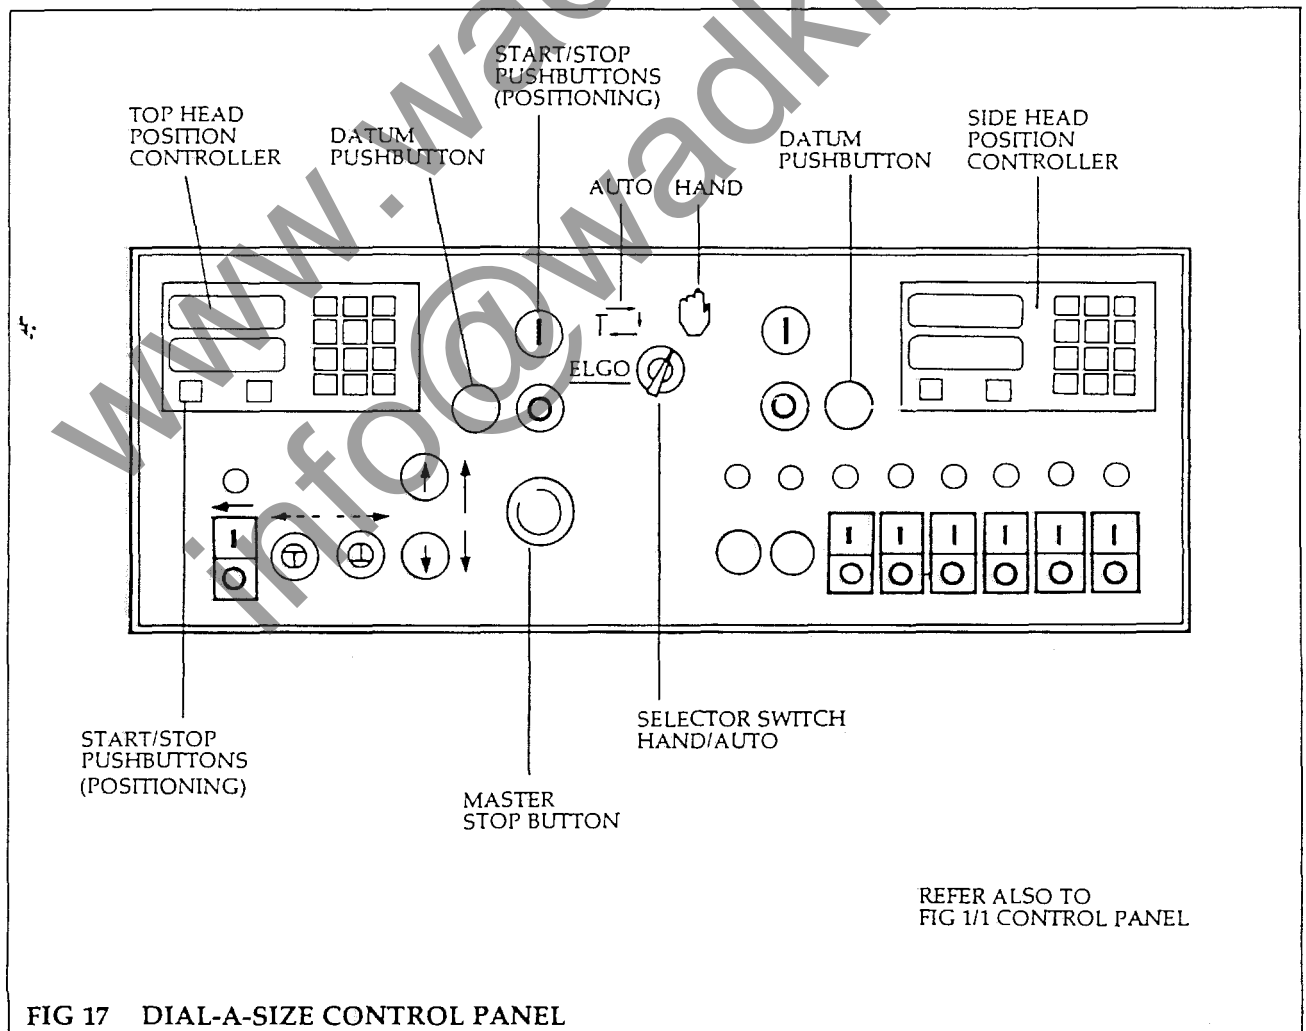 START/STOP
PUSHBUTTONS
(POSITIONING)
TOP HEAD
POSITION
CONTROLLER
DATUM
PUSHBUTTON
DATUM
PUSHBUTTON
SIDE HEAD
POSITION
CONTROLLER
AUTO HAND
ELGO
START/STOP
PUSHBUTTONS
(POSITIONING)
SELECTOR SWITCH
HAND/AUTO
MASTER
STOP BUTTON
REFER ALSO TO
FIG 1/1 CONTROL PANEL
FIG 17 DIAL-A-SIZE CONTROL PANEL